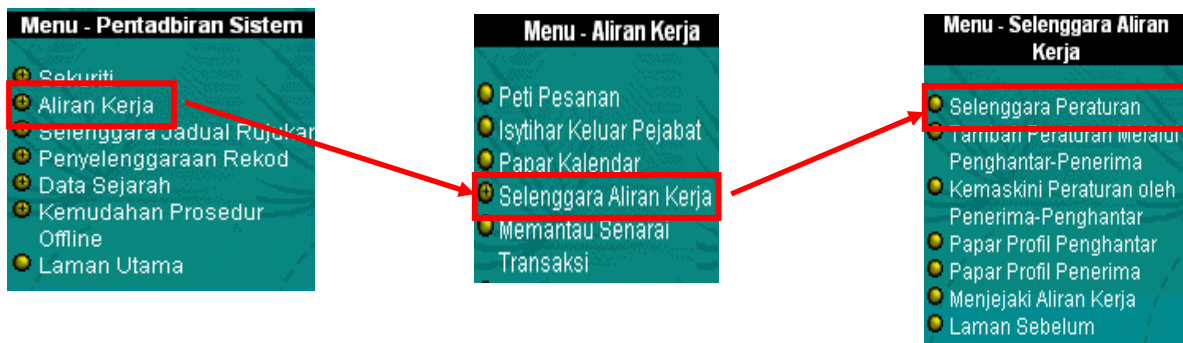 Menu - Pentadbiran Sistem
Sekuriti
Aliran Kerja
Selenggara Jadual Rujukan
Penyelenggaraan Rekod
Data Sejarah
Kemudahan Prosedur
Offline
Laman Utama
Menu - Aliran Kerja
Peti Pesanan
Isytihar Keluar Pejabat
Papar Kalendar
Selenggara Aliran Kerja
Memantau Senarai
Transaksi
Menu - Selenggara Aliran
Kerja
Selenggara Peraturan
Tambah Peraturan Melalui
Penghantar-Penerima
Kemaskini Peraturan oleh
Penerima-Penghantar
Papar Profil Penghantar
Papar Profil Penerima
Menjejaki Aliran Kerja
Laman Sebelum